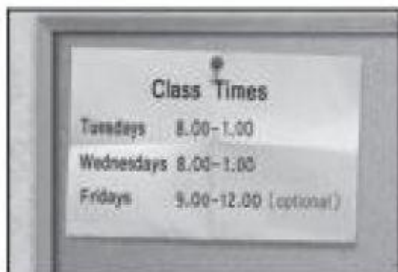 Class Times
Tuesdays 8.00-1.00
Wednesdays 8.00-1.00
Fridays 9.00-12.00 (optional)